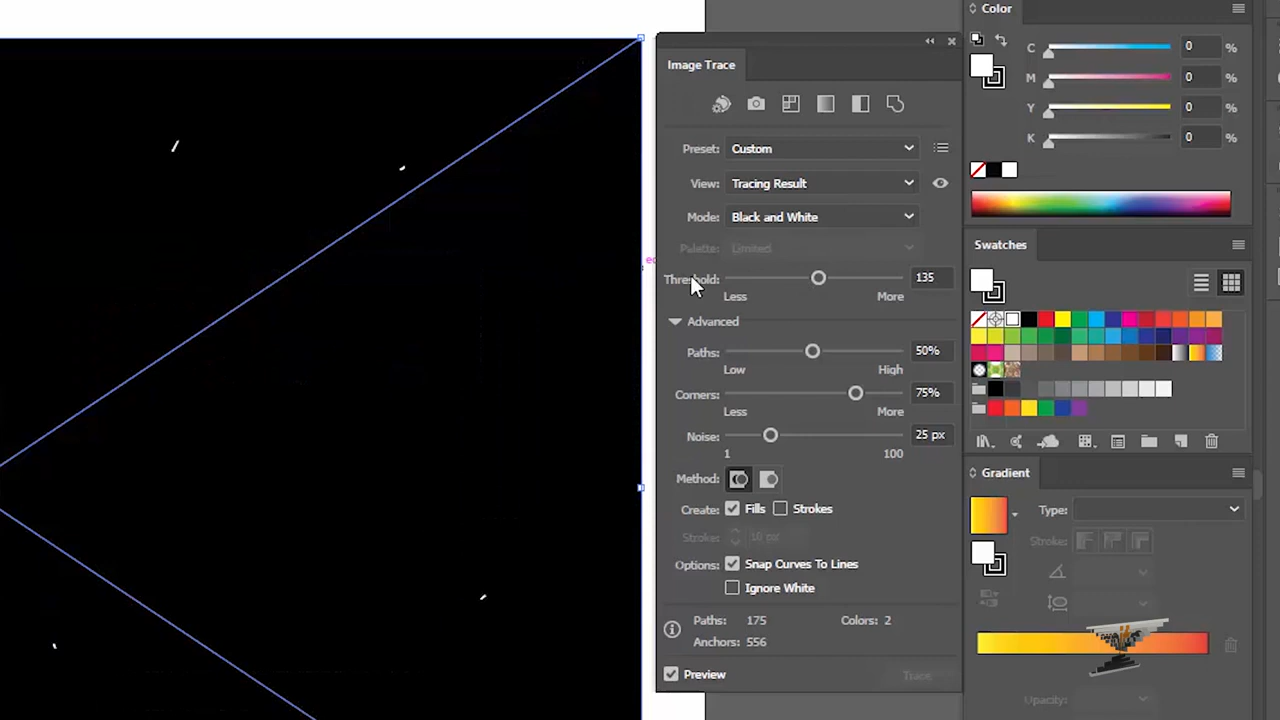 Color
C 0 %
M 0 %
Y 0 %
K 0 %
Image Trace
Preset: Custom
View: Tracing Result
Mode: Black and White
Palette: Limited
Threshold: 135
Less More
Advanced
Paths: 50%
Low High
Corners: 75%
Less More
Noise: 25 px
1 100
Method:
Create: Fills Strokes
Stroke: 10 px
Options: Snap Curves To Lines
Ignore White
Paths: 175 Colors: 2
Anchors: 556
Preview Trace
Swatches
Gradient
Type:
Stroke:
Opacity: